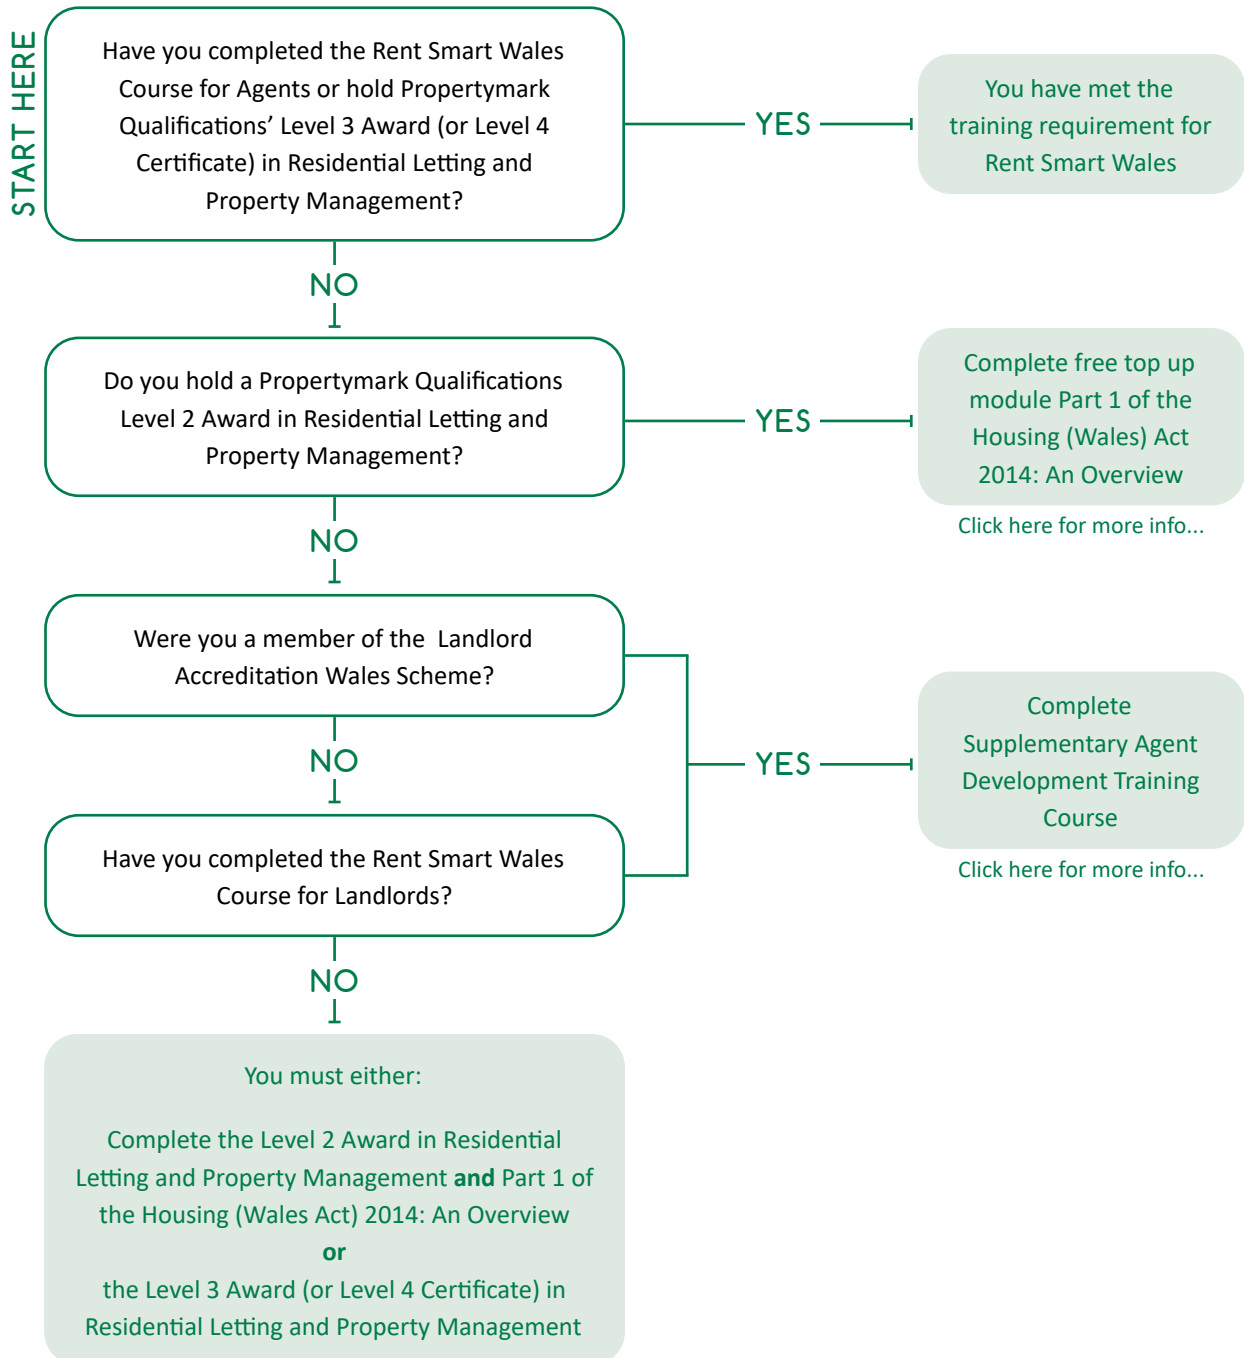 START HERE
Have you completed the Rent Smart Wales
Course for Agents or hold Propertymark
Qualifications’ Level 3 Award (or Level 4
Certificate) in Residential Letting and
Property Management?
YES
You have met the
training requirement for
Rent Smart Wales
NO
Do you hold a Propertymark Qualifications
Level 2 Award in Residential Letting and
Property Management?
YES
Complete free top up
module Part 1 of the
Housing (Wales) Act
2014: An Overview
Click here for more info...
NO
Were you a member of the Landlord
Accreditation Wales Scheme?
NO
Have you completed the Rent Smart Wales
Course for Landlords?
YES
Complete
Supplementary Agent
Development Training
Course
Click here for more info...
NO
You must either:
Complete the Level 2 Award in Residential
Letting and Property Management and Part 1 of
the Housing (Wales Act) 2014: An Overview
or
the Level 3 Award (or Level 4 Certificate) in
Residential Letting and Property Management